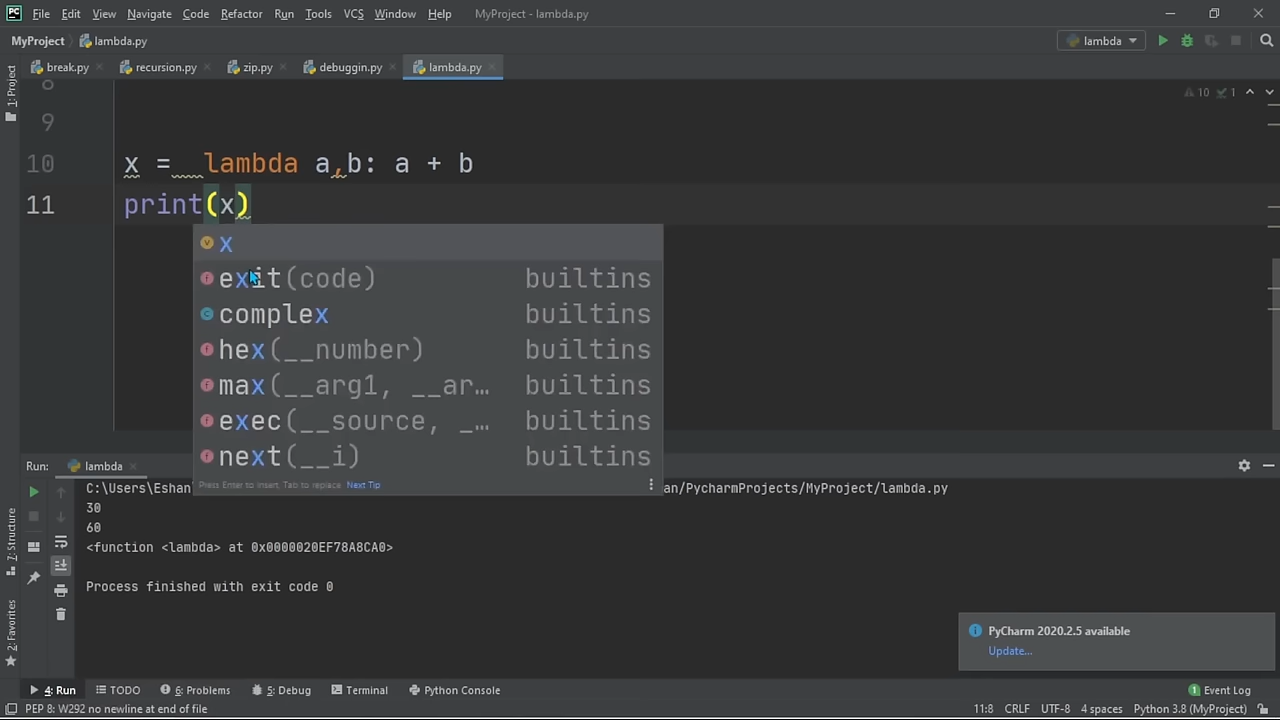 PC File Edit View Navigate Code Refactor Run Tools VCS Window Help MyProject - lambda.py
MyProject lambda.py lambda
1: Project
break.py recursion.py zip.py debuggin.py lambda.py
8
9
10 1
10 x =  lambda a,b: a + b
11 print(x)
x
exit(code) builtins
complex builtins
hex(__number) builtins
max(__arg1, __ar… builtins
exec(__source, _… builtins
next(__i) builtins
Press Enter to insert, Tab to replace Next Tip
Run: lambda
C:\Users\Eshan an/PycharmProjects/MyProject/lambda.py
30
60
<function <lambda> at 0x0000020EF78A8CA0>
Process finished with exit code 0
7: Structure
2: Favorites
PyCharm 2020.2.5 available
Update...
4: Run TODO 6: Problems 5: Debug Terminal Python Console 1 Event Log
PEP 8: W292 no newline at end of file 11:8 CRLF UTF-8 4 spaces Python 3.8 (MyProject)